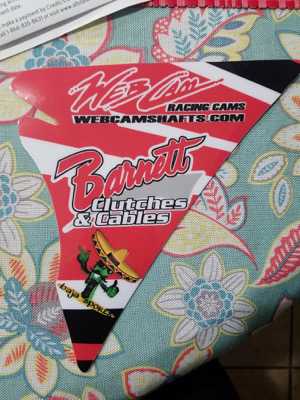 WEB Cam
RACING CAMS
WEBCAMSHAFTS.COM
Barnett
Clutches
& Cables